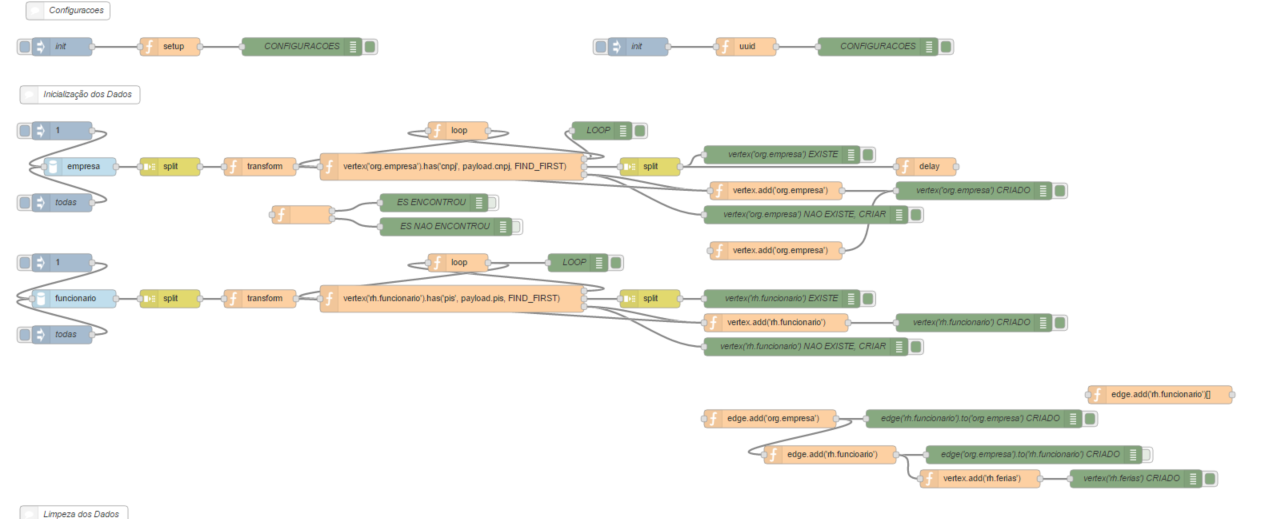 Configuracoes
init
setup
CONFIGURACOES
init
uuid
CONFIGURACOES
Inicialização dos Dados
1
loop
LOOP
vertex('org.empresa') EXISTE
empresa
split
transform
vertex('org.empresa').has('cnpj', payload.cnpj, FIND_FIRST)
split
delay
vertex.add('org.empresa')
vertex('org.empresa') CRIADO
todas
ES ENCONTROU
vertex('org.empresa') NAO EXISTE, CRIAR
ES NAO ENCONTROU
vertex.add('org.empresa')
1
loop
LOOP
funcionario
split
transform
vertex('rh.funcionario').has('pis', payload.pis, FIND_FIRST)
split
vertex('rh.funcionario') EXISTE
vertex.add('rh.funcionario')
vertex('rh.funcionario') CRIADO
todas
vertex('rh.funcionario') NAO EXISTE, CRIAR
edge.add('rh.funcionario')[]
edge.add('org.empresa')
edge('rh.funcionario').to('org.empresa') CRIADO
edge.add('rh.funcioario')
edge('org.empresa').to('rh.funcionario') CRIADO
vertex.add('rh.ferias')
vertex('rh.ferias') CRIADO
Limpeza dos Dados